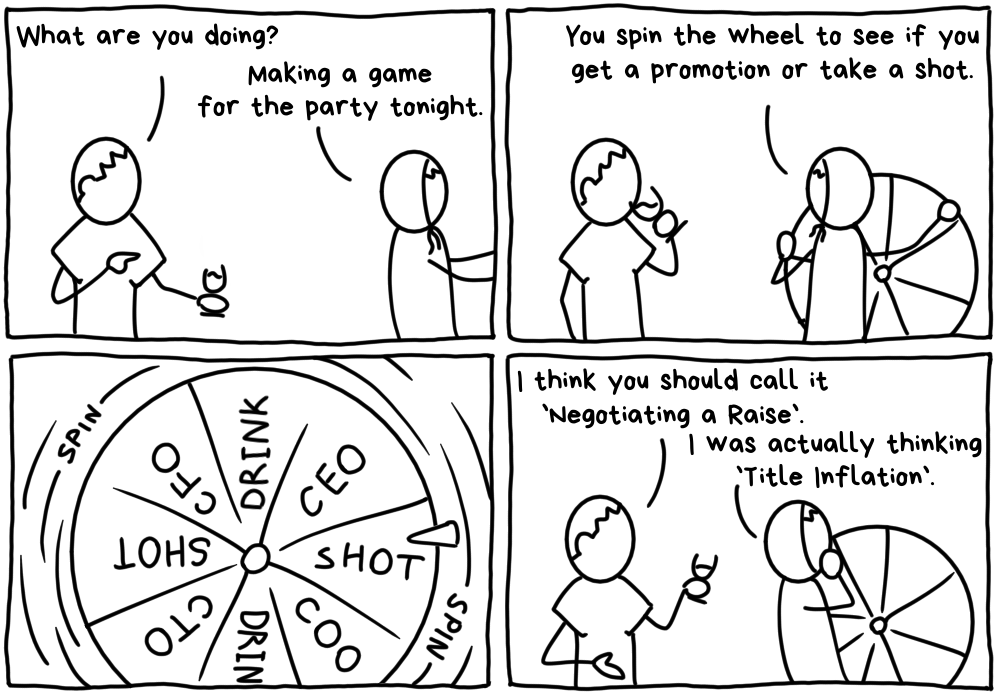 What are you doing?
Making a game
for the party tonight.
You spin the wheel to see if you
get a promotion or take a shot.
SPIN
DRINK
CEO
SHOT
COO
DRIN
CTO
SHOT
CFO
SPIN
I think you should call it
'Negotiating a Raise'.
I was actually thinking
'Title Inflation'.